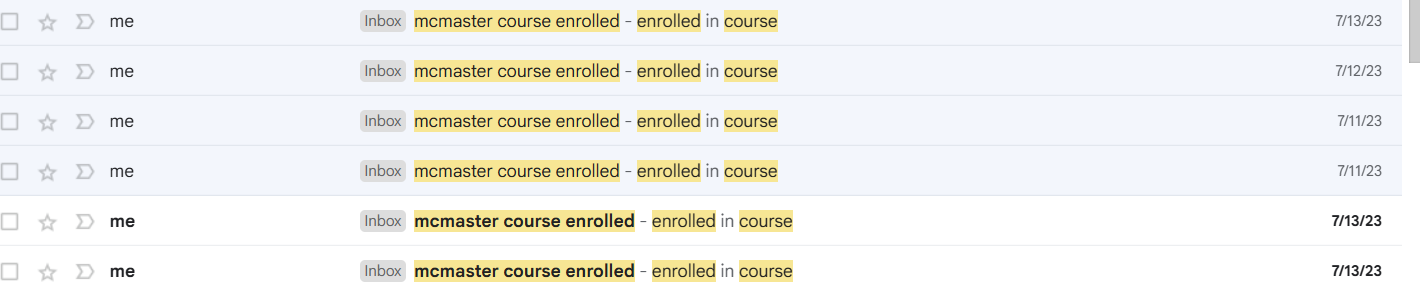 me Inbox mcmaster course enrolled - enrolled in course 7/13/23
me Inbox mcmaster course enrolled - enrolled in course 7/12/23
me Inbox mcmaster course enrolled - enrolled in course 7/11/23
me Inbox mcmaster course enrolled - enrolled in course 7/11/23
me Inbox mcmaster course enrolled - enrolled in course 7/13/23
me Inbox mcmaster course enrolled - enrolled in course 7/13/23